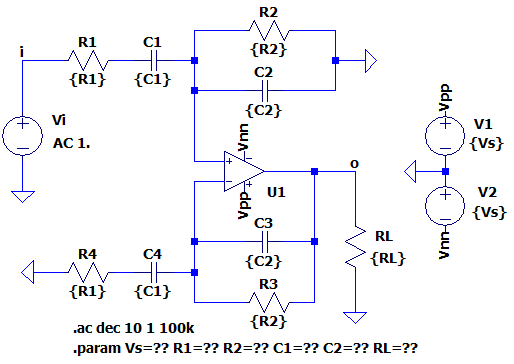 i
R1
{R1}
C1
{C1}
R2
{R2}
C2
{C2}
Vi
AC 1.
Vnn
Vpp
U1
o
Vpp
V1
{Vs}
V2
{Vs}
Vnn
C3
{C2}
R4
{R1}
C4
{C1}
R3
{R2}
RL
{RL}
.ac dec 10 1 100k
.param Vs=?? R1=?? R2=?? C1=?? C2=?? RL=??